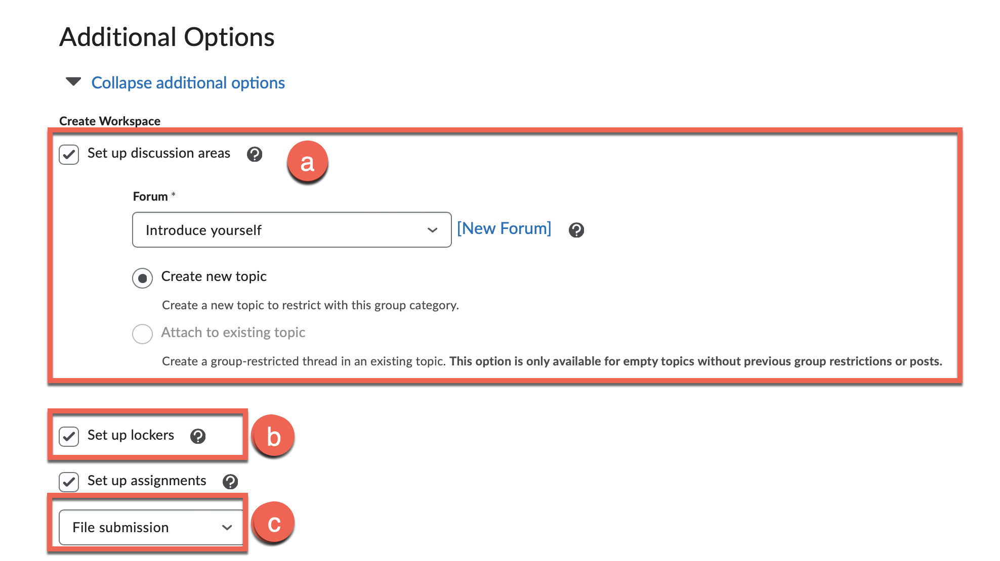 Additional Options
Collapse additional options
Create Workspace
Set up discussion areas ?
a
Forum *
Introduce yourself
[New Forum] ?
Create new topic
Create a new topic to restrict with this group category.
Attach to existing topic
Create a group-restricted thread in an existing topic. This option is only available for empty topics without previous group restrictions or posts.
Set up lockers ?
b
Set up assignments ?
File submission
c